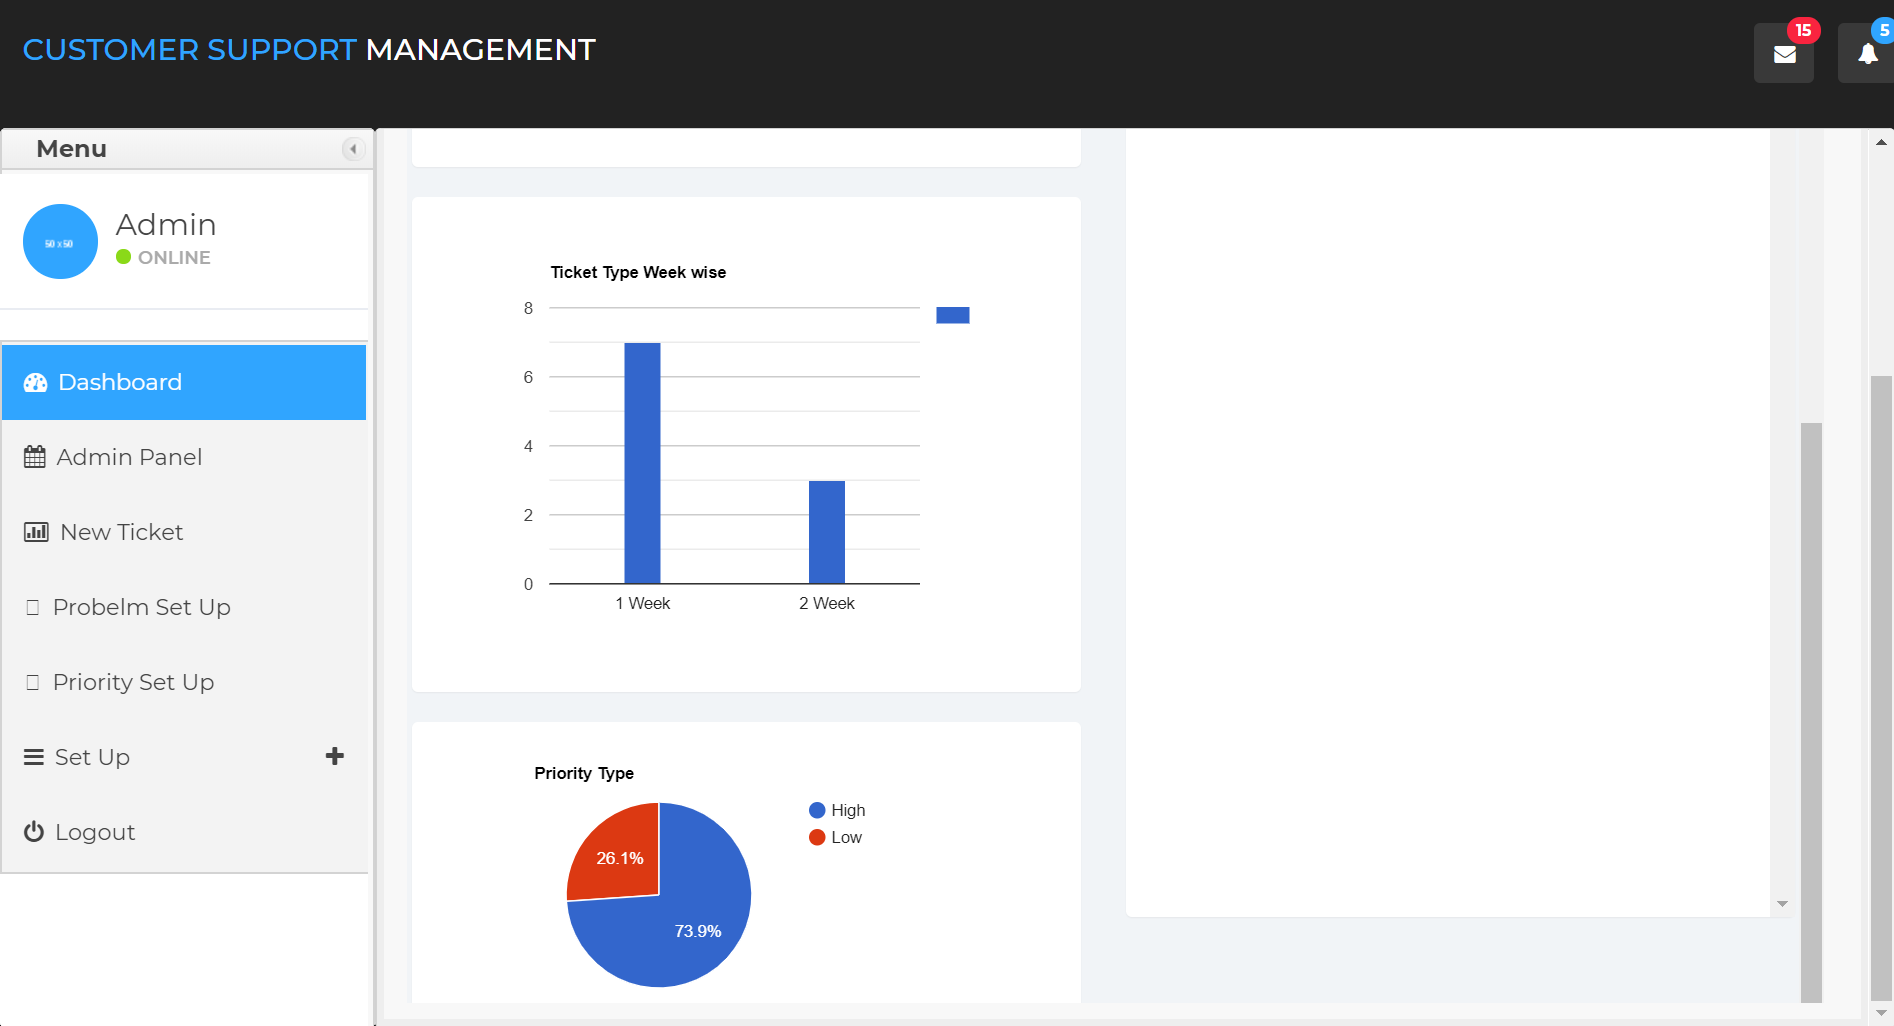 CUSTOMER SUPPORT MANAGEMENT
15
5
Menu
50 x 50
Admin
ONLINE
Dashboard
Admin Panel
New Ticket
Probelm Set Up
Priority Set Up
Set Up
Logout
Ticket Type Week wise
8
6
4
2
0
1 Week
2 Week
Priority Type
High
Low
26.1%
73.9%